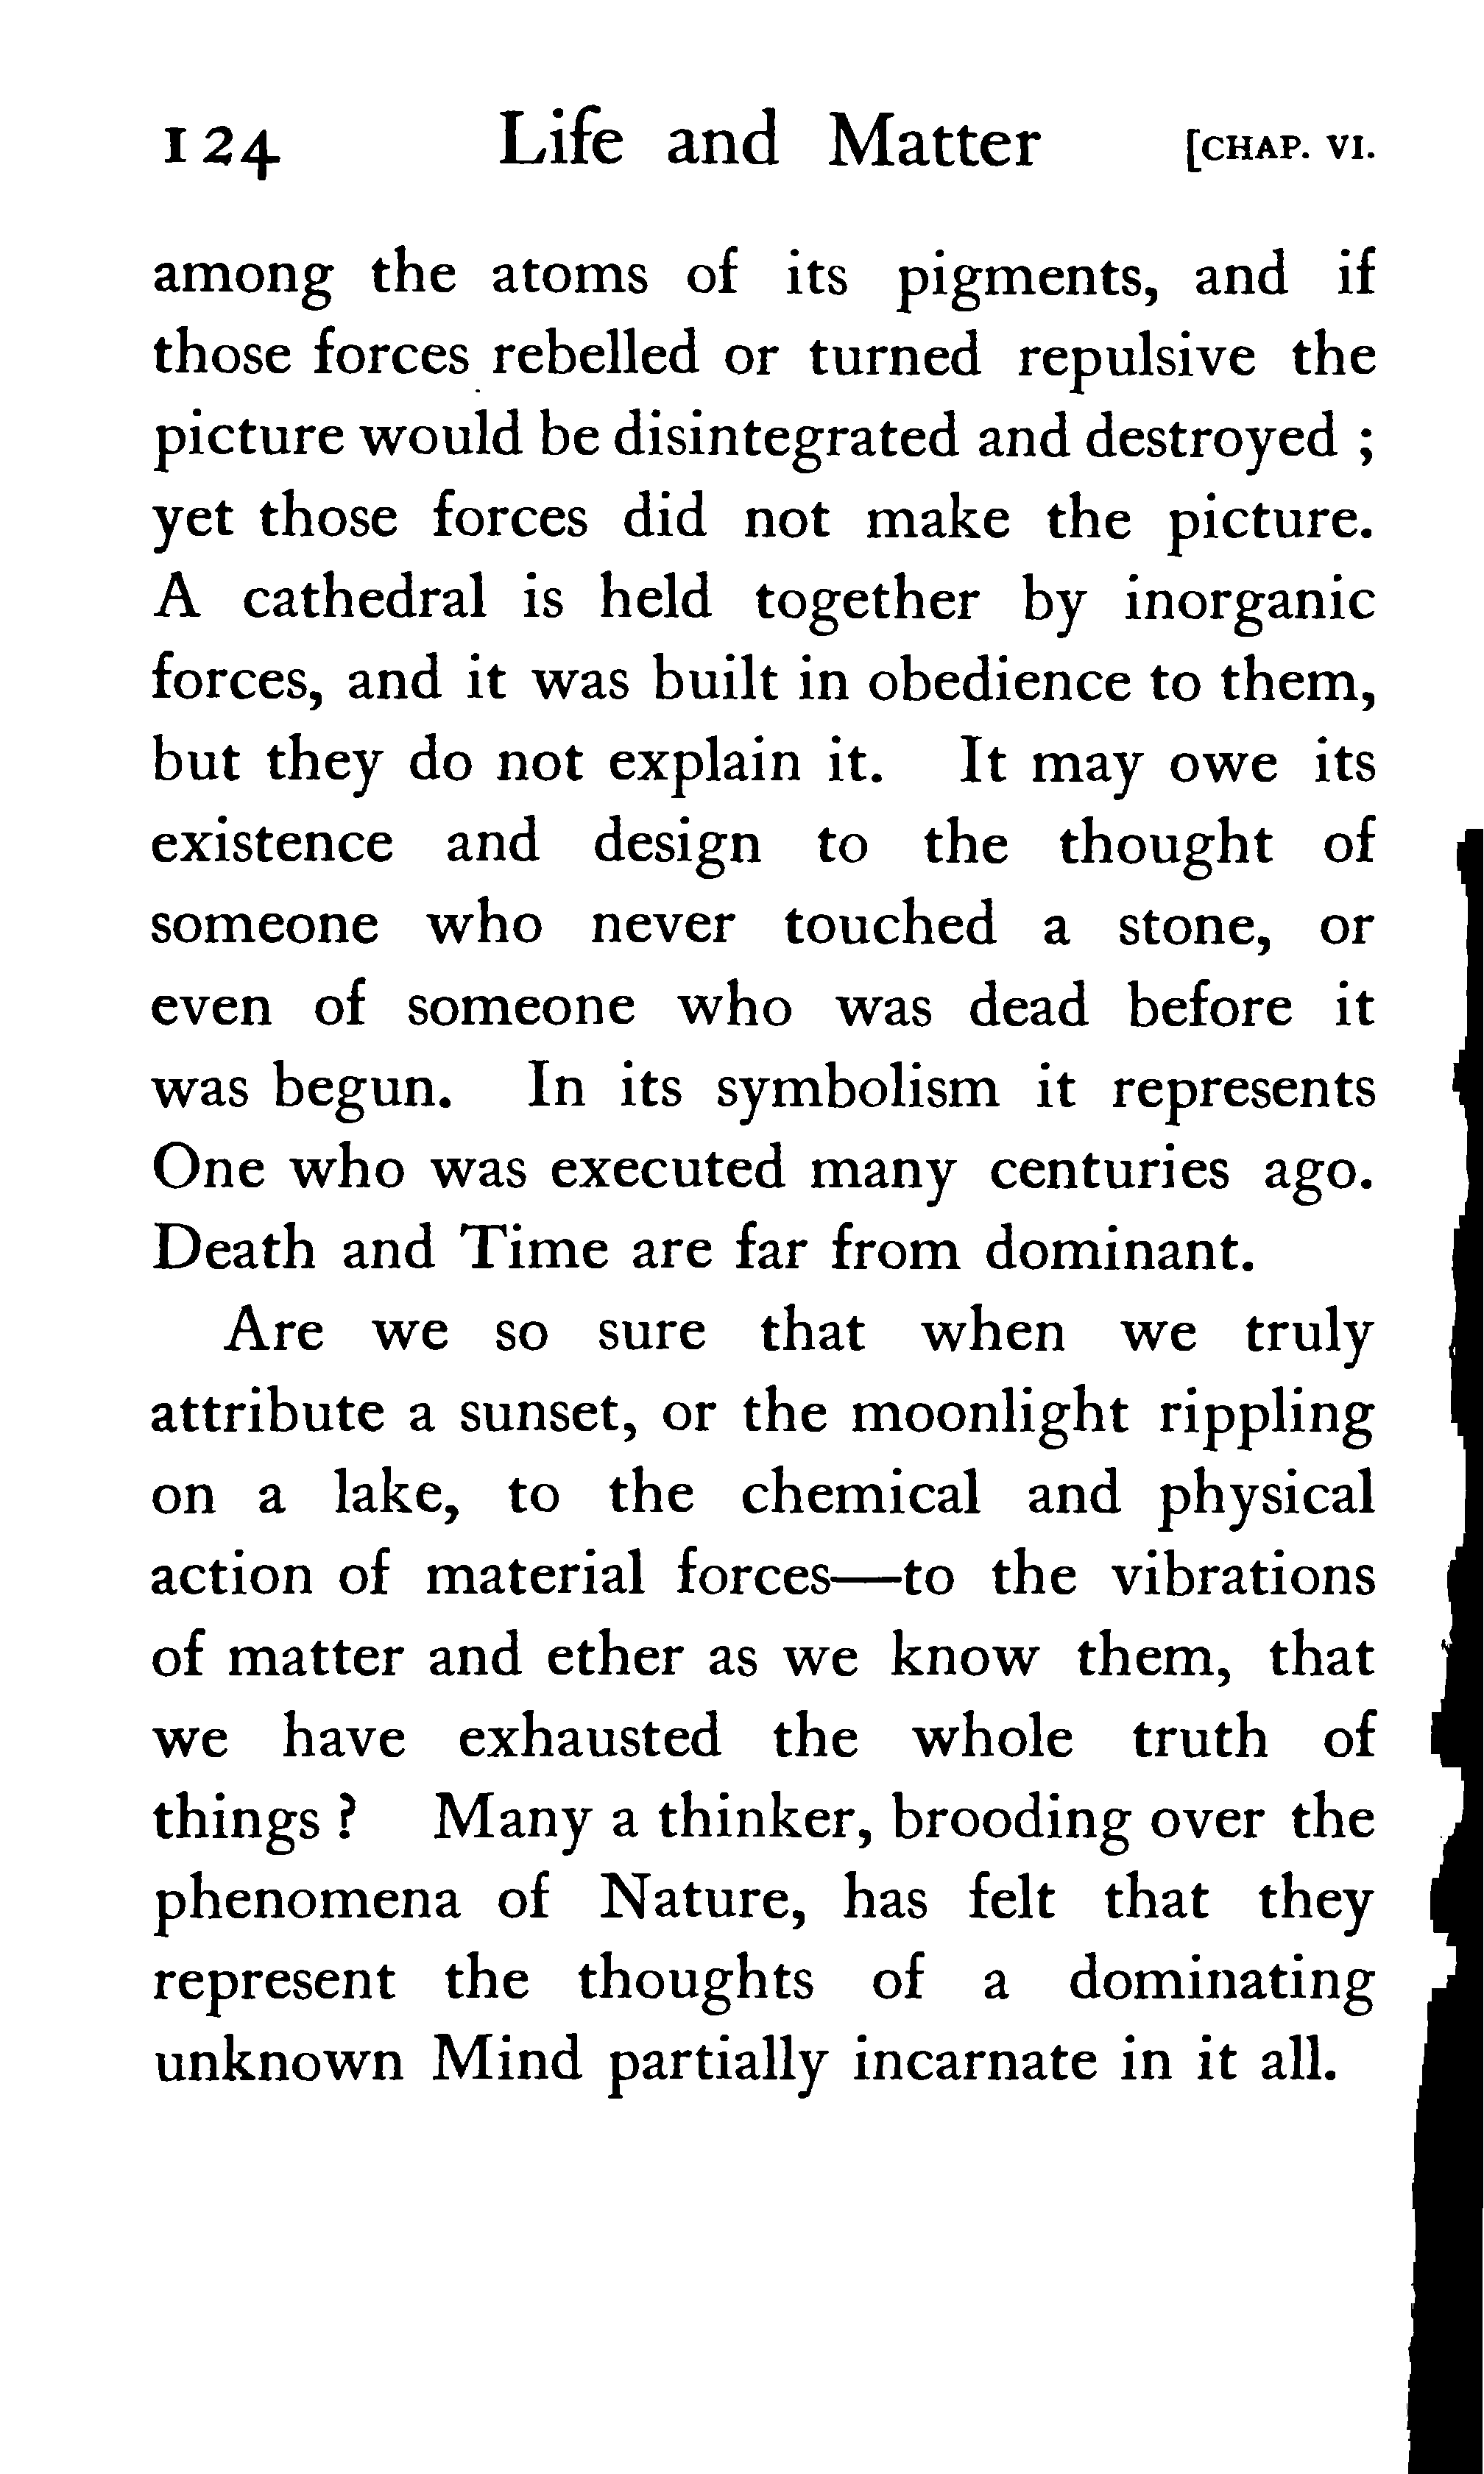 124 Life and Matter [CHAP. VI.
among the atoms of its pigments, and if
those forces rebelled or turned repulsive the
picture would be disintegrated and destroyed ;
yet those forces did not make the picture.
A cathedral is held together by inorganic
forces, and it was built in obedience to them,
but they do not explain it. It may owe its
existence and design to the thought of
someone who never touched a stone, or
even of someone who was dead before it
was begun. In its symbolism it represents
One who was executed many centuries ago.
Death and Time are far from dominant.
Are we so sure that when we truly
attribute a sunset, or the moonlight rippling
on a lake, to the chemical and physical
action of material forces—to the vibrations
of matter and ether as we know them, that
we have exhausted the whole truth of
things ? Many a thinker, brooding over the
phenomena of Nature, has felt that they
represent the thoughts of a dominating
unknown Mind partially incarnate in it all.